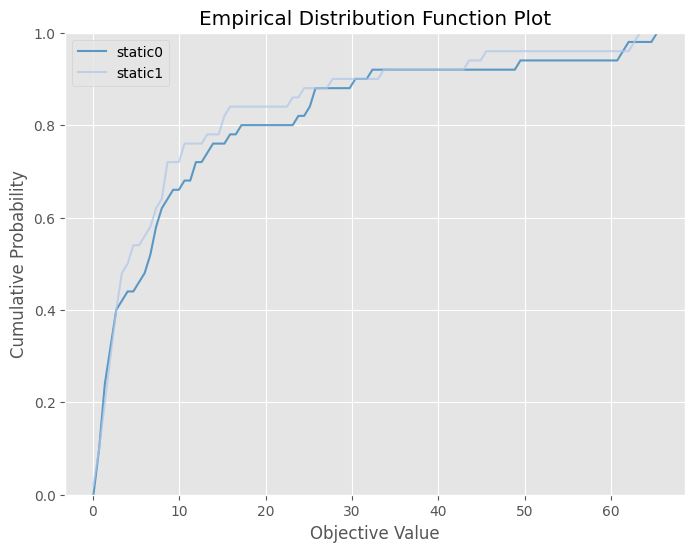 Empirical Distribution Function Plot
static0
static1
Cumulative Probability
1.0
0.8
0.6
0.4
0.2
0.0
0
10
20
30
40
50
60
Objective Value